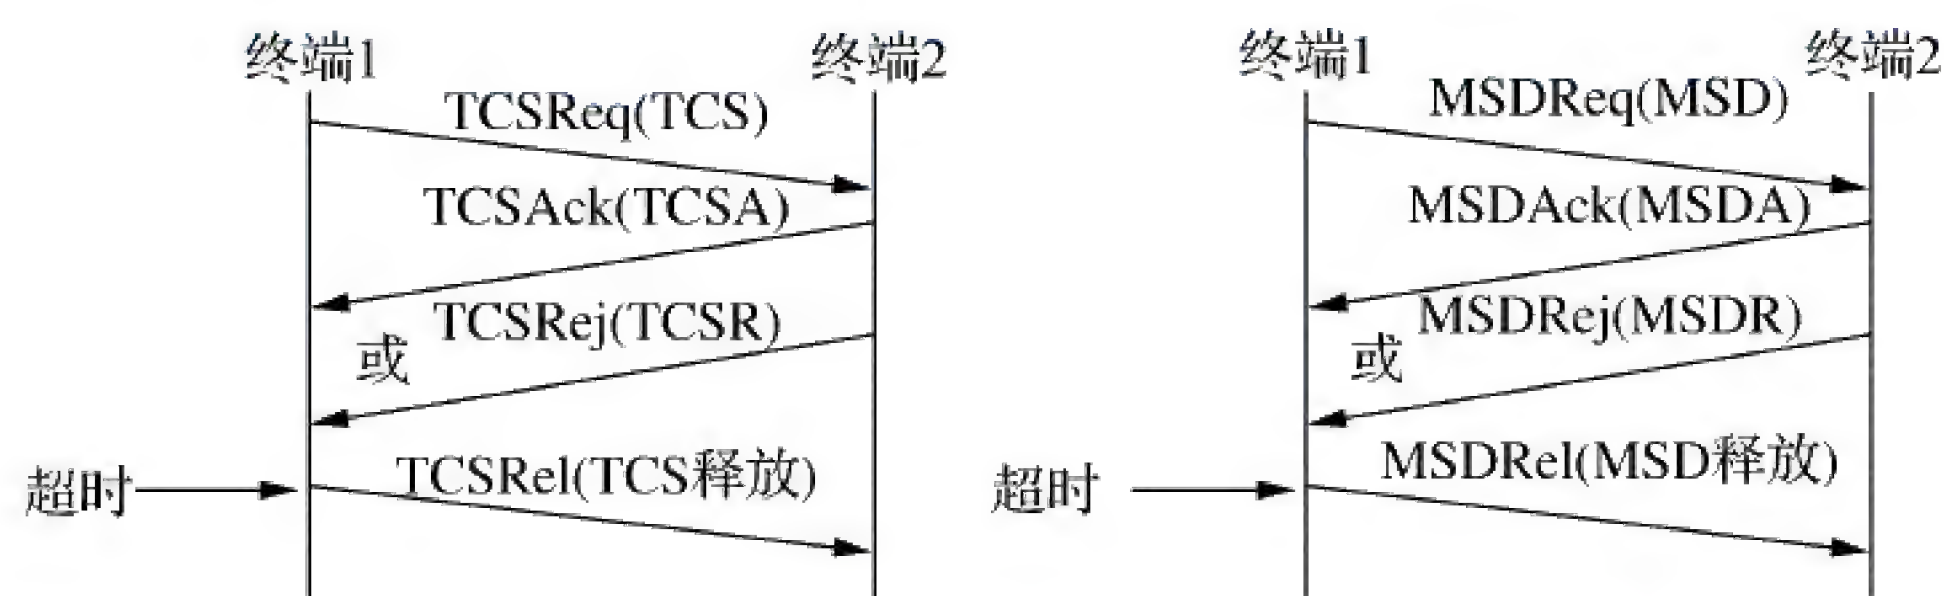 终端1
终端2
TCSReq(TCS)
TCSAck(TCSA)
TCSRej(TCSR)
或
超时
TCSRel(TCS释放)
终端1
终端2
MSDReq(MSD)
MSDAck(MSDA)
MSDRej(MSDR)
或
超时
MSDRel(MSD释放)